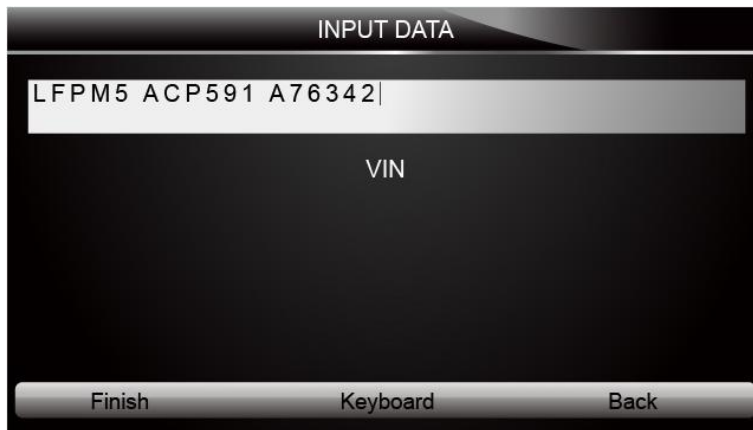 INPUT DATA
LFPM5 ACP591 A76342
VIN
Finish Keyboard Back